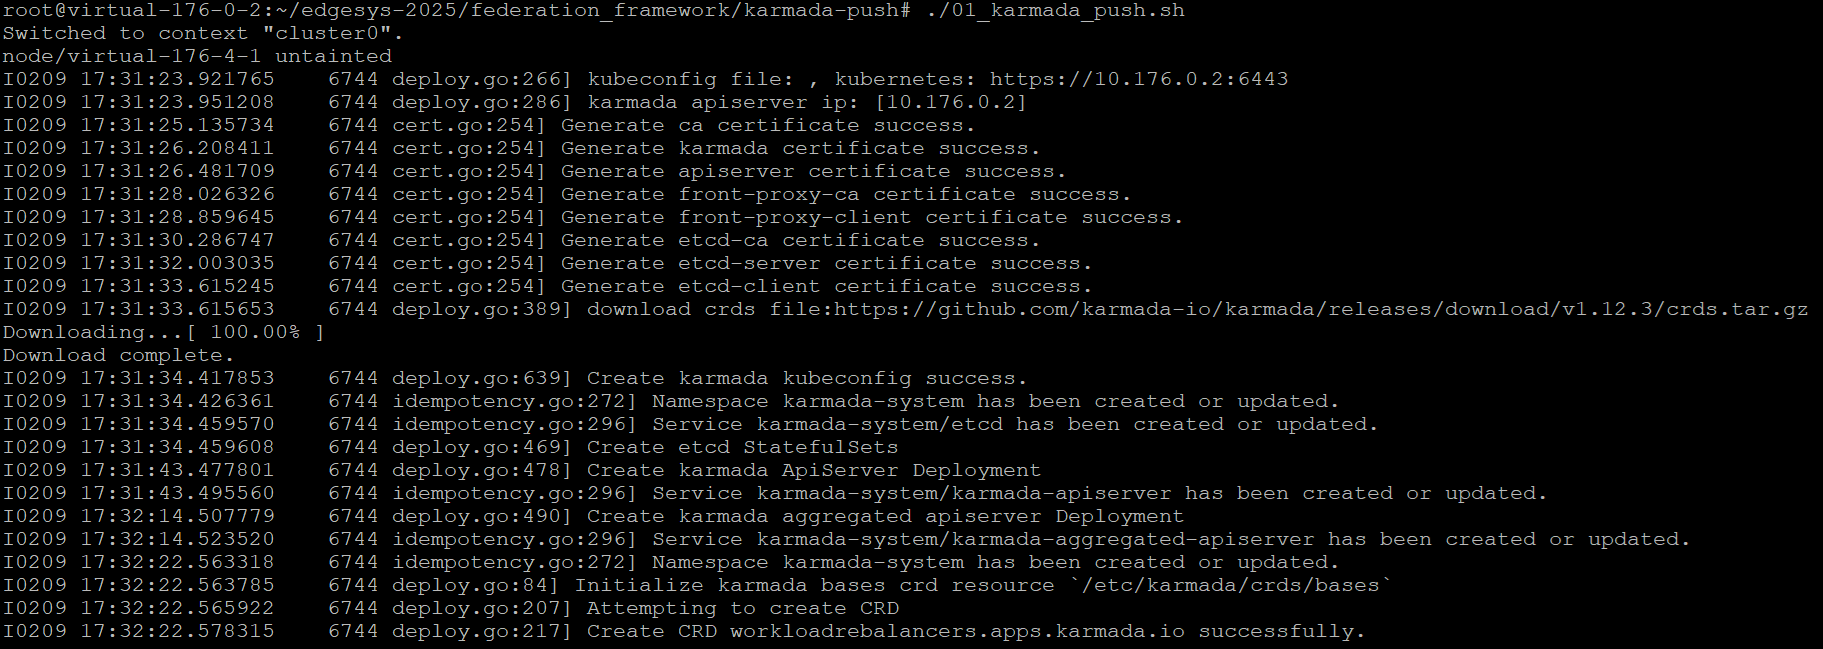 root@virtual-176-0-2:~/edgesys-2025/federation_framework/karmada-push# ./01_karmada_push.sh
Switched to context "cluster0".
node/virtual-176-4-1 untainted
I0209 17:31:23.921765    6744 deploy.go:266] kubeconfig file: , kubernetes: https://10.176.0.2:6443
I0209 17:31:23.951208    6744 deploy.go:286] karmada apiserver ip: [10.176.0.2]
I0209 17:31:25.135734    6744 cert.go:254] Generate ca certificate success.
I0209 17:31:26.208411    6744 cert.go:254] Generate karmada certificate success.
I0209 17:31:26.481709    6744 cert.go:254] Generate apiserver certificate success.
I0209 17:31:28.026326    6744 cert.go:254] Generate front-proxy-ca certificate success.
I0209 17:31:28.859645    6744 cert.go:254] Generate front-proxy-client certificate success.
I0209 17:31:30.286747    6744 cert.go:254] Generate etcd-ca certificate success.
I0209 17:31:32.003035    6744 cert.go:254] Generate etcd-server certificate success.
I0209 17:31:33.615245    6744 cert.go:254] Generate etcd-client certificate success.
I0209 17:31:33.615653    6744 deploy.go:389] download crds file:https://github.com/karmada-io/karmada/releases/download/v1.12.3/crds.tar.gz
Downloading...[ 100.00% ]
Download complete.
I0209 17:31:34.417853    6744 deploy.go:639] Create karmada kubeconfig success.
I0209 17:31:34.426361    6744 idempotency.go:272] Namespace karmada-system has been created or updated.
I0209 17:31:34.459570    6744 idempotency.go:296] Service karmada-system/etcd has been created or updated.
I0209 17:31:34.459608    6744 deploy.go:469] Create etcd StatefulSets
I0209 17:31:43.477801    6744 deploy.go:478] Create karmada ApiServer Deployment
I0209 17:31:43.495560    6744 idempotency.go:296] Service karmada-system/karmada-apiserver has been created or updated.
I0209 17:32:14.507779    6744 deploy.go:490] Create karmada aggregated apiserver Deployment
I0209 17:32:14.523520    6744 idempotency.go:296] Service karmada-system/karmada-aggregated-apiserver has been created or updated.
I0209 17:32:22.563318    6744 idempotency.go:272] Namespace karmada-system has been created or updated.
I0209 17:32:22.563785    6744 deploy.go:84] Initialize karmada bases crd resource `/etc/karmada/crds/bases`
I0209 17:32:22.565922    6744 deploy.go:207] Attempting to create CRD
I0209 17:32:22.578315    6744 deploy.go:217] Create CRD workloadrebalancers.apps.karmada.io successfully.